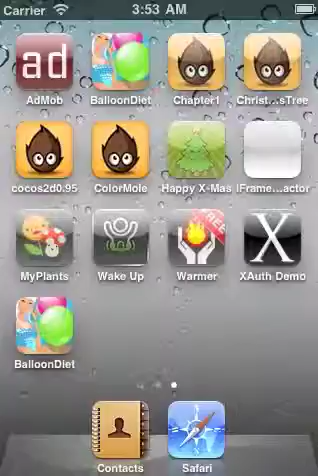 Carrier 3:53 AM
ad
AdMob BalloonDiet Chapter1 Christ...sTree
cocos2d0.95 ColorMole Happy X-Mas IFrame...actor
FREE
X
MyPlants Wake Up Warmer XAuth Demo
BalloonDiet
Contacts Safari